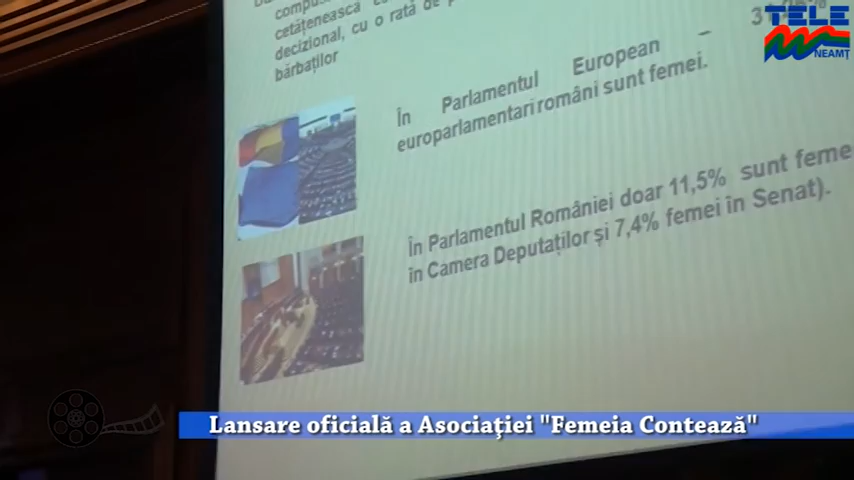 cetățenească
decizional, cu o rată de
bărbaților
În Parlamentul European –
europarlamentari români sunt femei.
În Parlamentul României doar 11,5% sunt feme
în Camera Deputaților și 7,4% femei în Senat).
TELE
NEAMȚ
Lansare oficială a Asociaţiei "Femeia Contează"